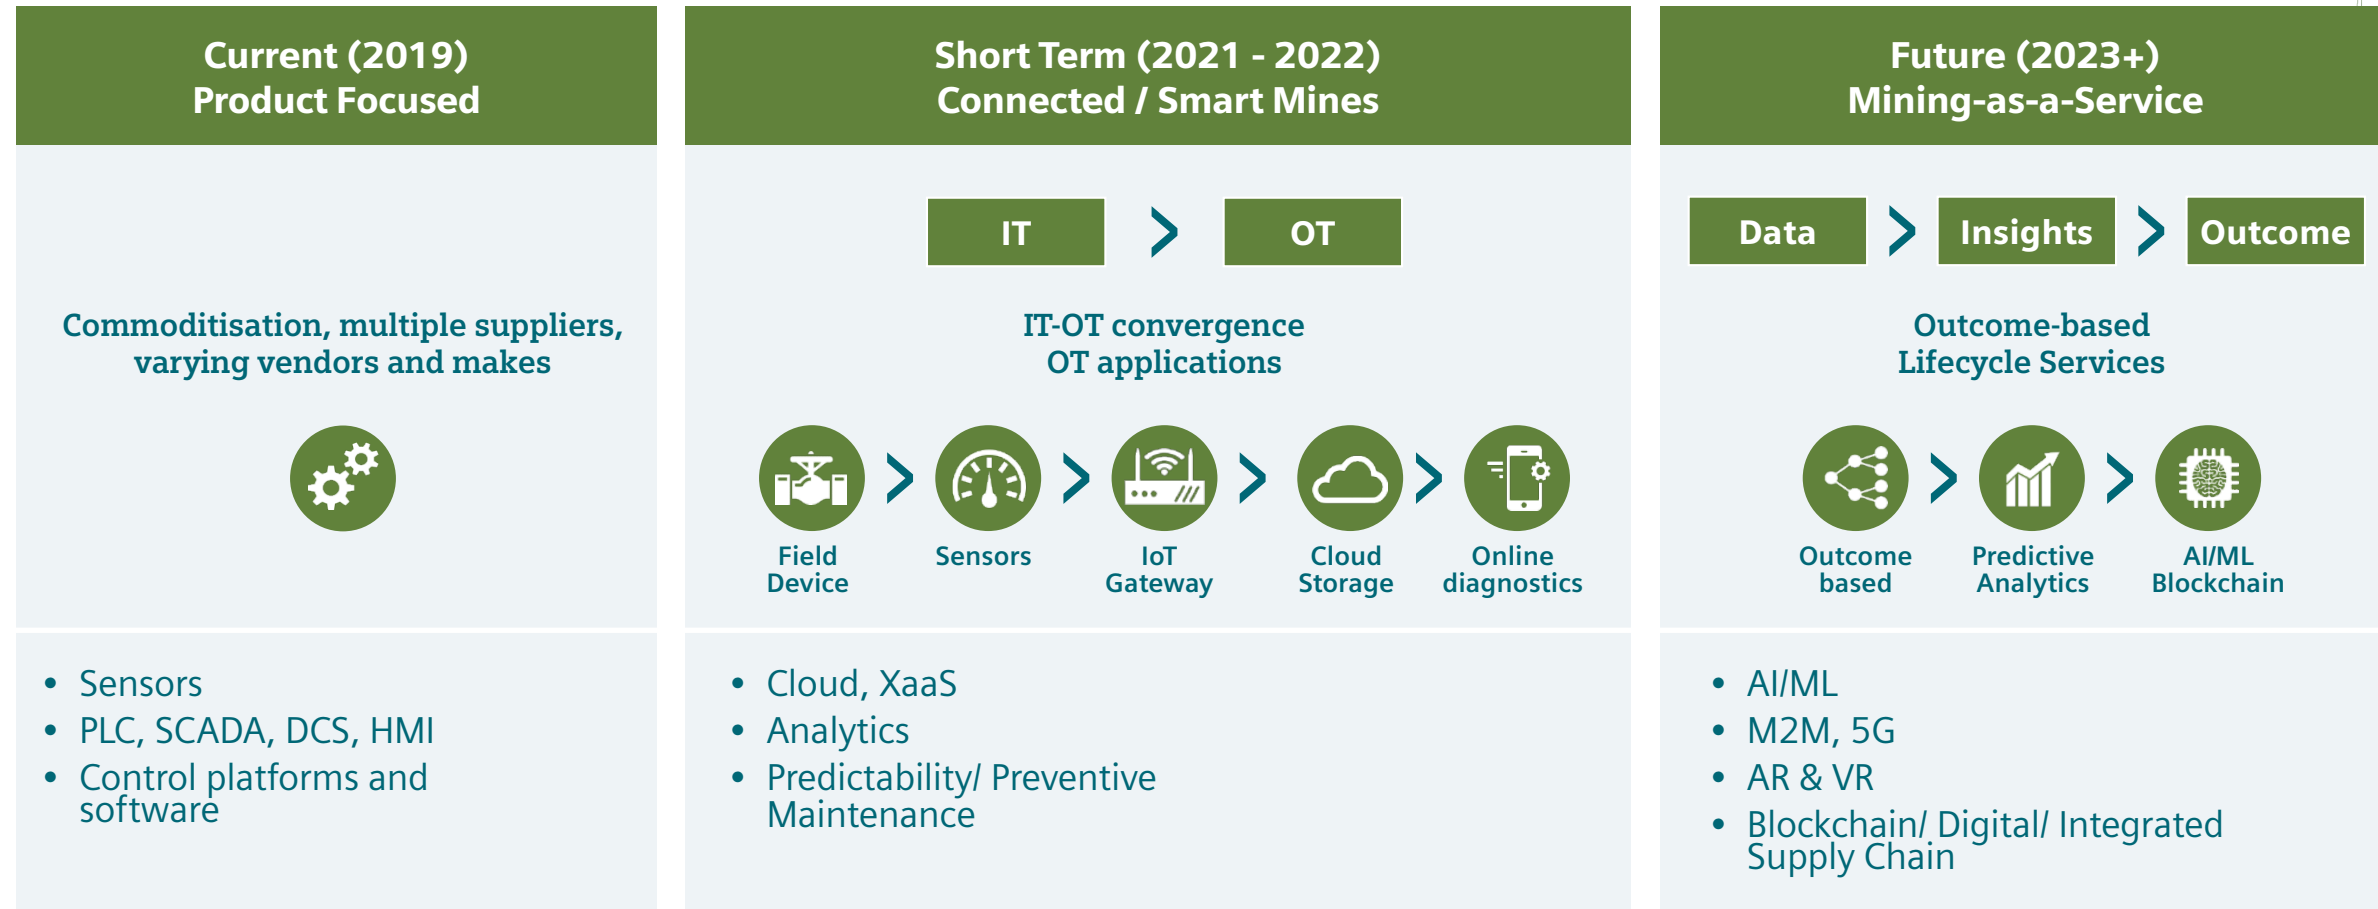 Current (2019)
Product Focused
Commoditisation, multiple suppliers,
varying vendors and makes
• Sensors
• PLC, SCADA, DCS, HMI
• Control platforms and
software
Short Term (2021 - 2022)
Connected / Smart Mines
IT > OT
IT-OT convergence
OT applications
Field
Device
Sensors
IoT
Gateway
Cloud
Storage
Online
diagnostics
• Cloud, XaaS
• Analytics
• Predictability/ Preventive
Maintenance
Future (2023+)
Mining-as-a-Service
Data > Insights > Outcome
Outcome-based
Lifecycle Services
Outcome
based
Predictive
Analytics
AI/ML
Blockchain
• AI/ML
• M2M, 5G
• AR & VR
• Blockchain/ Digital/ Integrated
Supply Chain